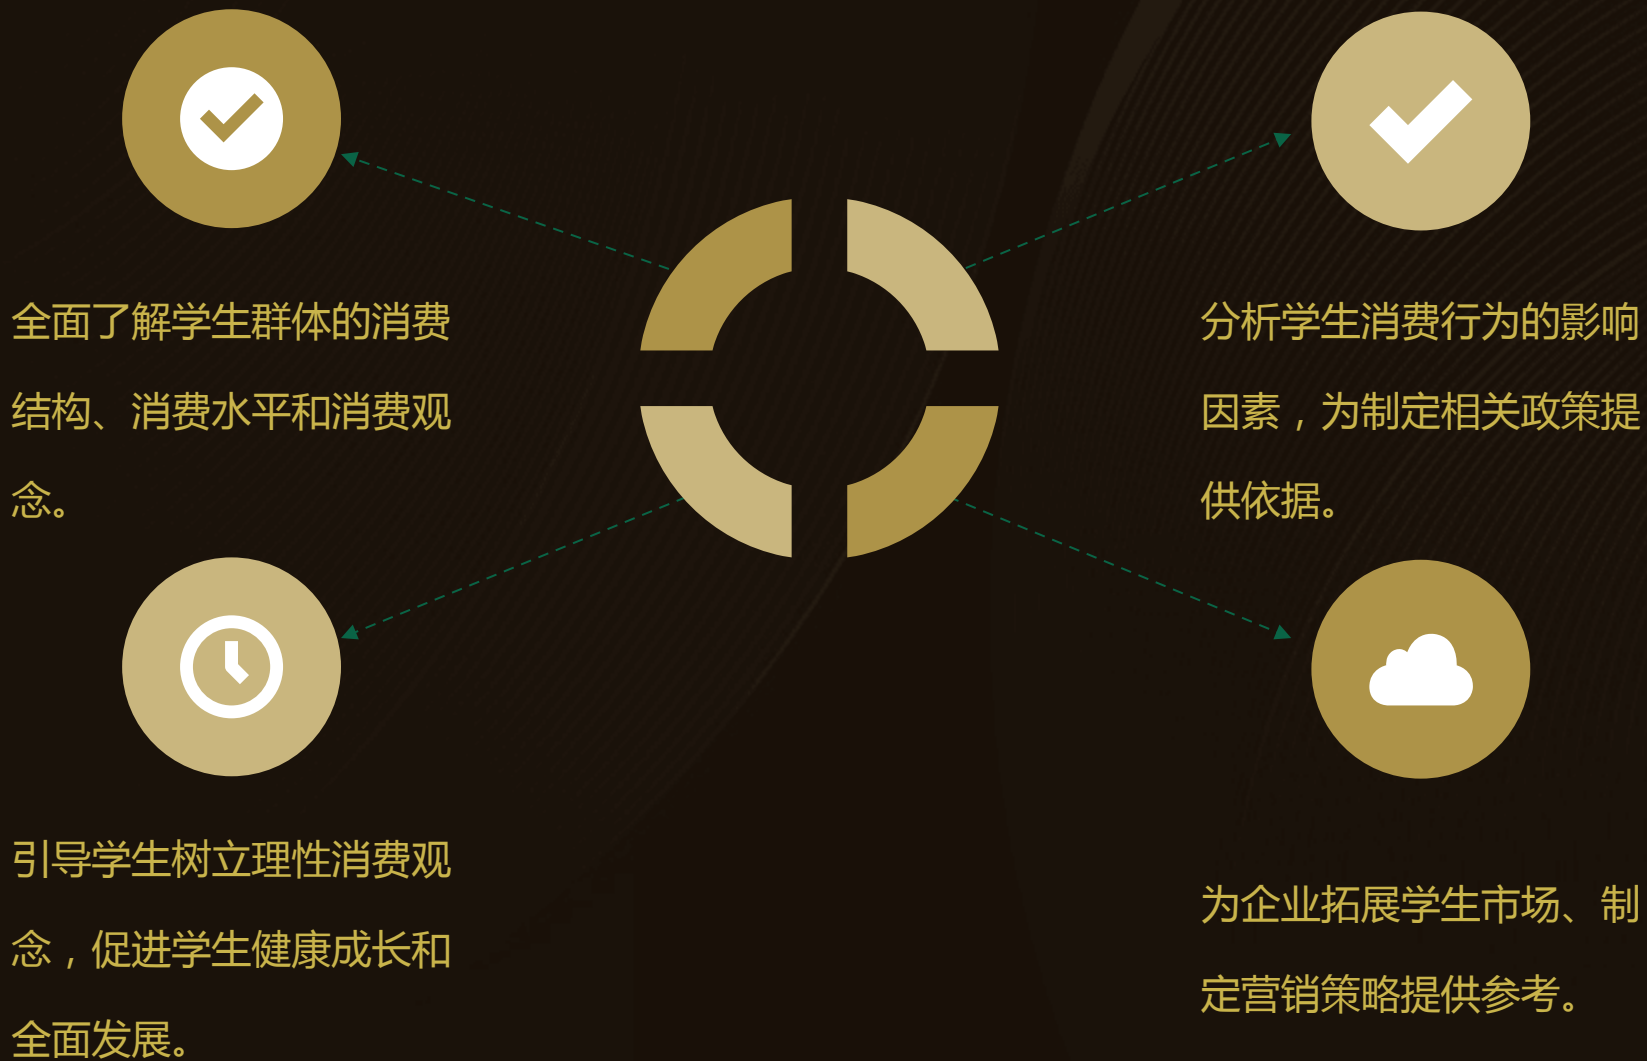 全面了解学生群体的消费
结构、消费水平和消费观
念。
分析学生消费行为的影响
因素，为制定相关政策提
供依据。
引导学生树立理性消费观
念，促进学生健康成长和
全面发展。
为企业拓展学生市场、制
定营销策略提供参考。